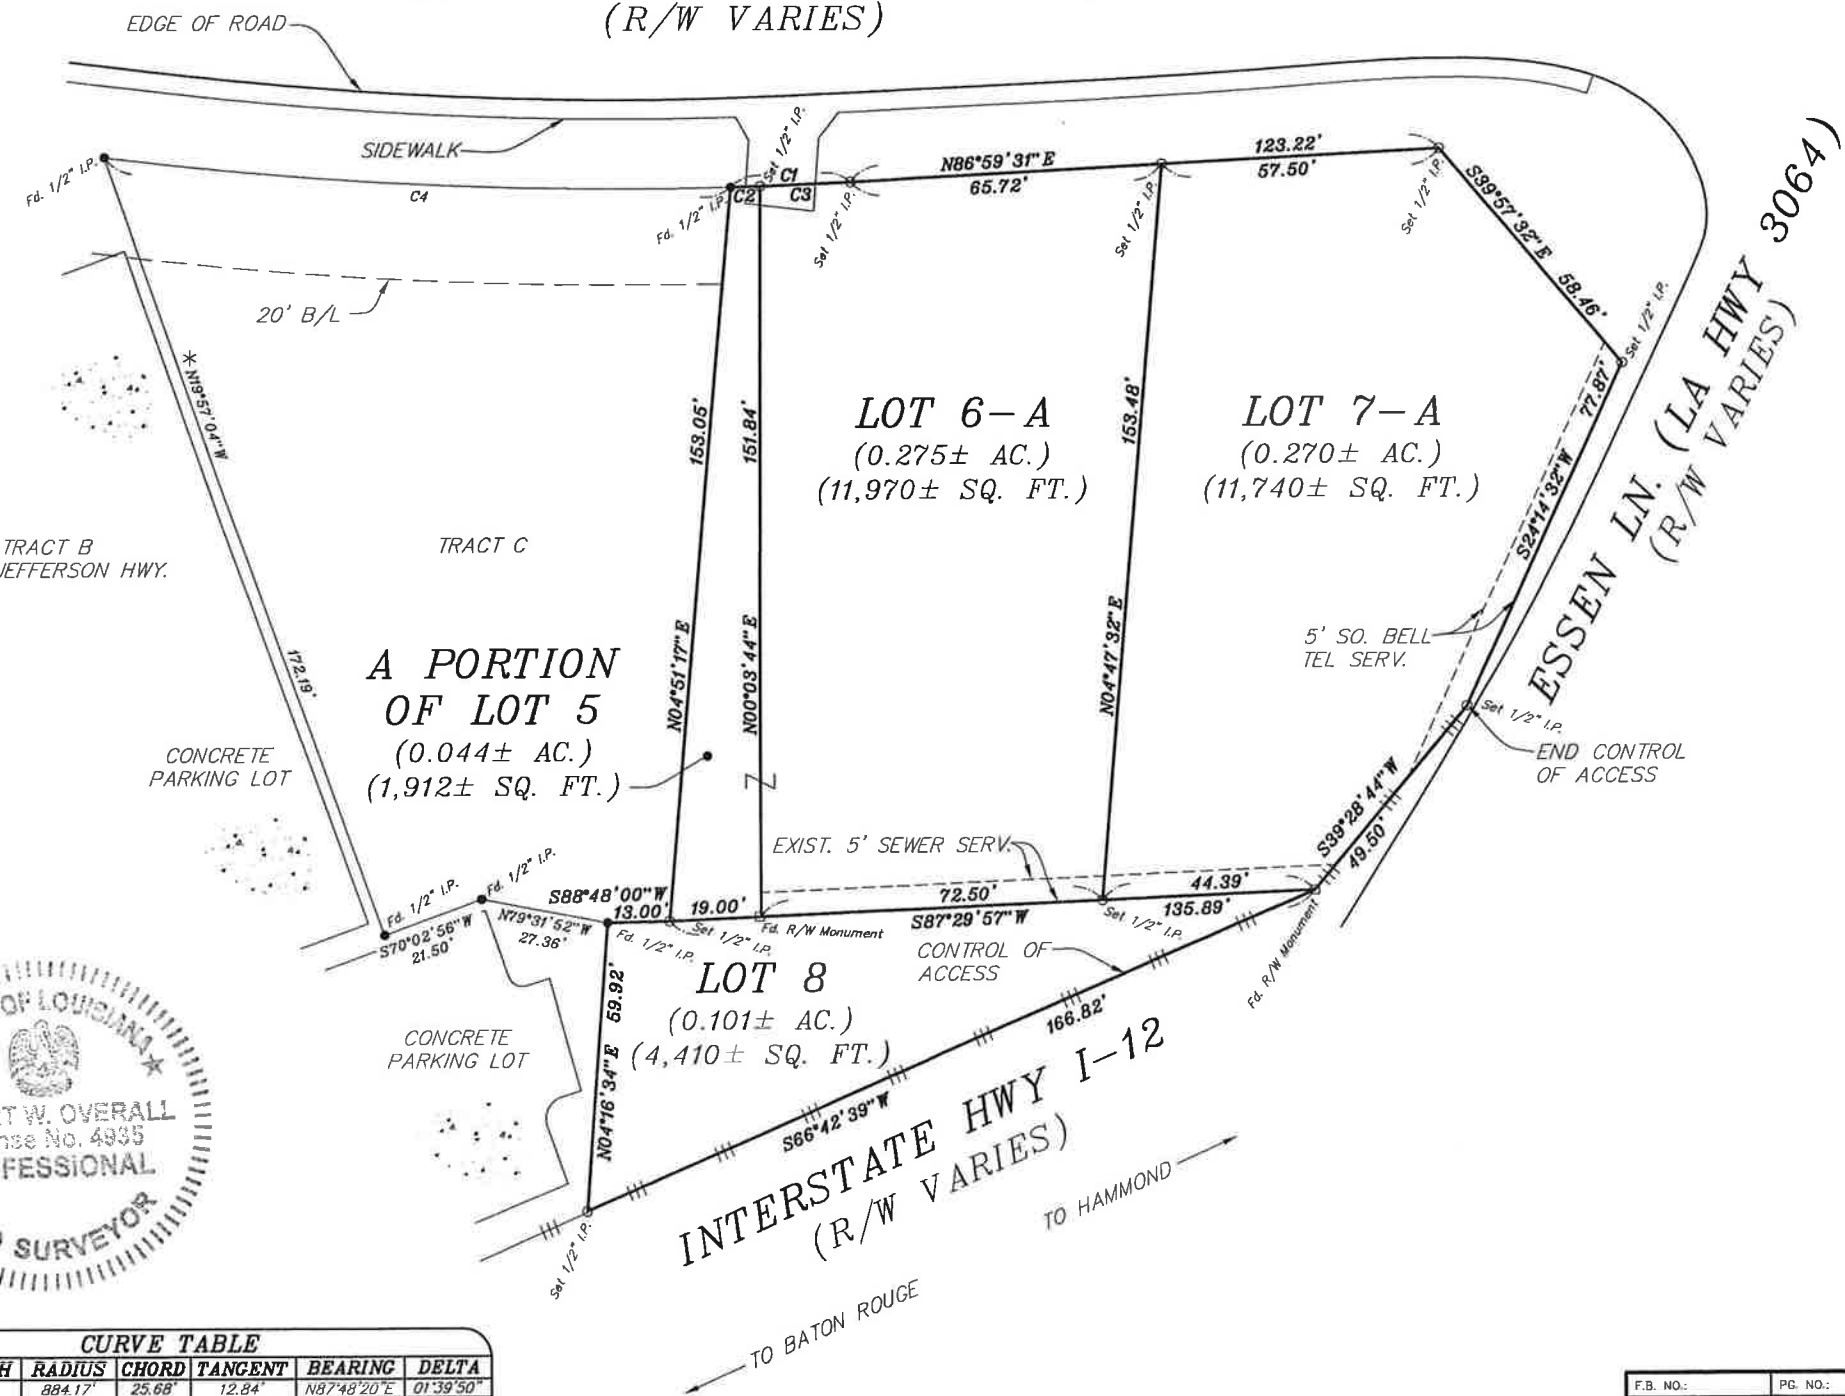 (R/W VARIES)
EDGE OF ROAD
SIDEWALK
Fd. 1/2" I.P.
C4
Fd. 1/2" I.P.
C2
C1
C3
Set 1/2" I.P.
Set 1/2" I.P.
N86°59'31"E
65.72'
123.22'
57.50'
Set 1/2" I.P.
Set 1/2" I.P.
S39°57'32"E 58.46'
Set 1/2" I.P.
20' B/L
*N19°57'04"W
172.19'
153.05'
N04°51'17"E
151.84'
N00°03'44"E
153.48'
N04°47'32"E
LOT 6-A
(0.275± AC.)
(11,970± SQ. FT.)
LOT 7-A
(0.270± AC.)
(11,740± SQ. FT.)
77.87'
S24°14'32"W
ESSEN LN. (LA HWY 3064)
(R/W VARIES)
TRACT B
JEFFERSON HWY.
TRACT C
5' SO. BELL
TEL SERV.
A PORTION
OF LOT 5
(0.044± AC.)
(1,912± SQ. FT.)
CONCRETE
PARKING LOT
Set 1/2" I.P.
END CONTROL
OF ACCESS
S39°28'44"W
49.50'
EXIST. 5' SEWER SERV.
Fd. 1/2" I.P.
Fd. 1/2" I.P.
S70°02'56"W
21.50'
N79°31'52"W
27.36'
S88°48'00"W
13.00'
19.00'
72.50'
S87°29'57"W
44.39'
135.89'
Fd. 1/2" I.P.
Set 1/2" I.P.
Fd. R/W Monument
Set 1/2" I.P.
Fd. R/W Monument
CONTROL OF
ACCESS
LOT 8
(0.101± AC.)
(4,410± SQ. FT.)
59.92'
N04°16'34"E
CONCRETE
PARKING LOT
166.82'
S66°42'39"W
INTERSTATE HWY I-12
(R/W VARIES)
TO HAMMOND
TO BATON ROUGE
Set 1/2" I.P.
OF LOUISIANA
T W. OVERALL
nse No. 4935
FESSIONAL
SURVEYOR
CURVE TABLE
H RADIUS CHORD TANGENT BEARING DELTA
884.17' 25.68' 12.84' N87°48'20"E 01°39'50"
F.B. NO.: PG. NO.: